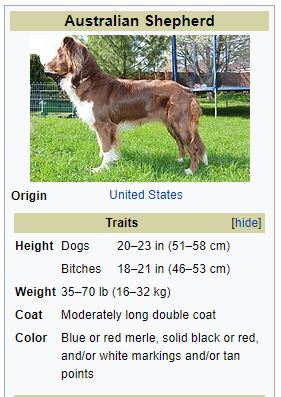 Australian Shepherd
Origin United States
Traits [hide]
Height Dogs 20–23 in (51–58 cm)
Bitches 18–21 in (46–53 cm)
Weight 35–70 lb (16–32 kg)
Coat Moderately long double coat
Color Blue or red merle, solid black or red,
and/or white markings and/or tan
points